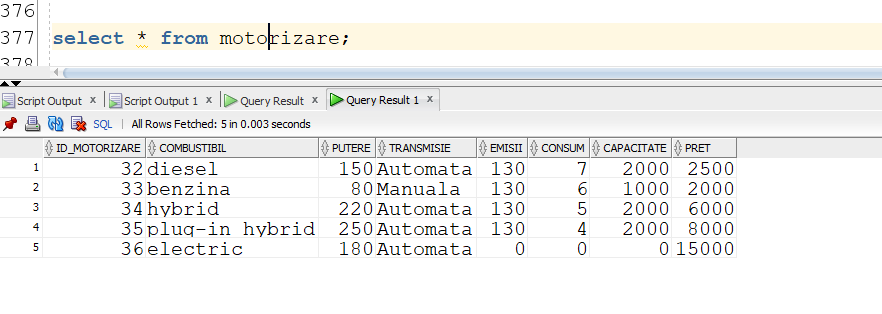 376
377 select * from motorizare;
378
Script Output x Script Output 1 x Query Result x Query Result 1 x
SQL | All Rows Fetched: 5 in 0.003 seconds
ID_MOTORIZARE COMBUSTIBIL PUTERE TRANSMISIE EMISII CONSUM CAPACITATE PRET
1 32 diesel 150 Automata 130 7 2000 2500
2 33 benzina 80 Manuala 130 6 1000 2000
3 34 hybrid 220 Automata 130 5 2000 6000
4 35 plug-in hybrid 250 Automata 130 4 2000 8000
5 36 electric 180 Automata 0 0 0 15000